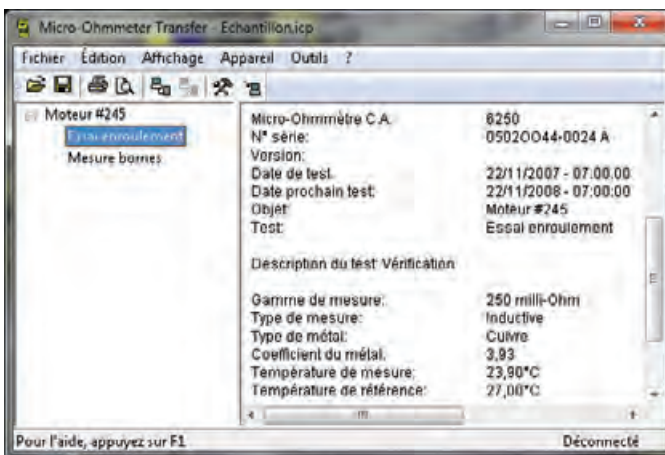 Micro-Ohmmeter Transfer - Echantillon.icp
Fichier Édition Affichage Appareil Outils ?
Moteur #245
Essai enroulement
Mesure bornes
Micro-Ohmmètre C.A. 6250
N° série: 05020044-0024 A
Version:
Date de test. 22/11/2007 - 07:00:00
Date prochain test: 22/11/2008 - 07:00:00
Objet: Moteur #245
Test: Essai enroulement
Description du test: Vérification
Gamme de mesure: 250 milli-Ohm
Type de mesure: Inductive
Type de métal: Cuivre
Coefficient du métal. 3,93
Température de mesure: 23,90°C
Température de référence: 27,00°C
Pour l'aide, appuyez sur F1 Déconnecté